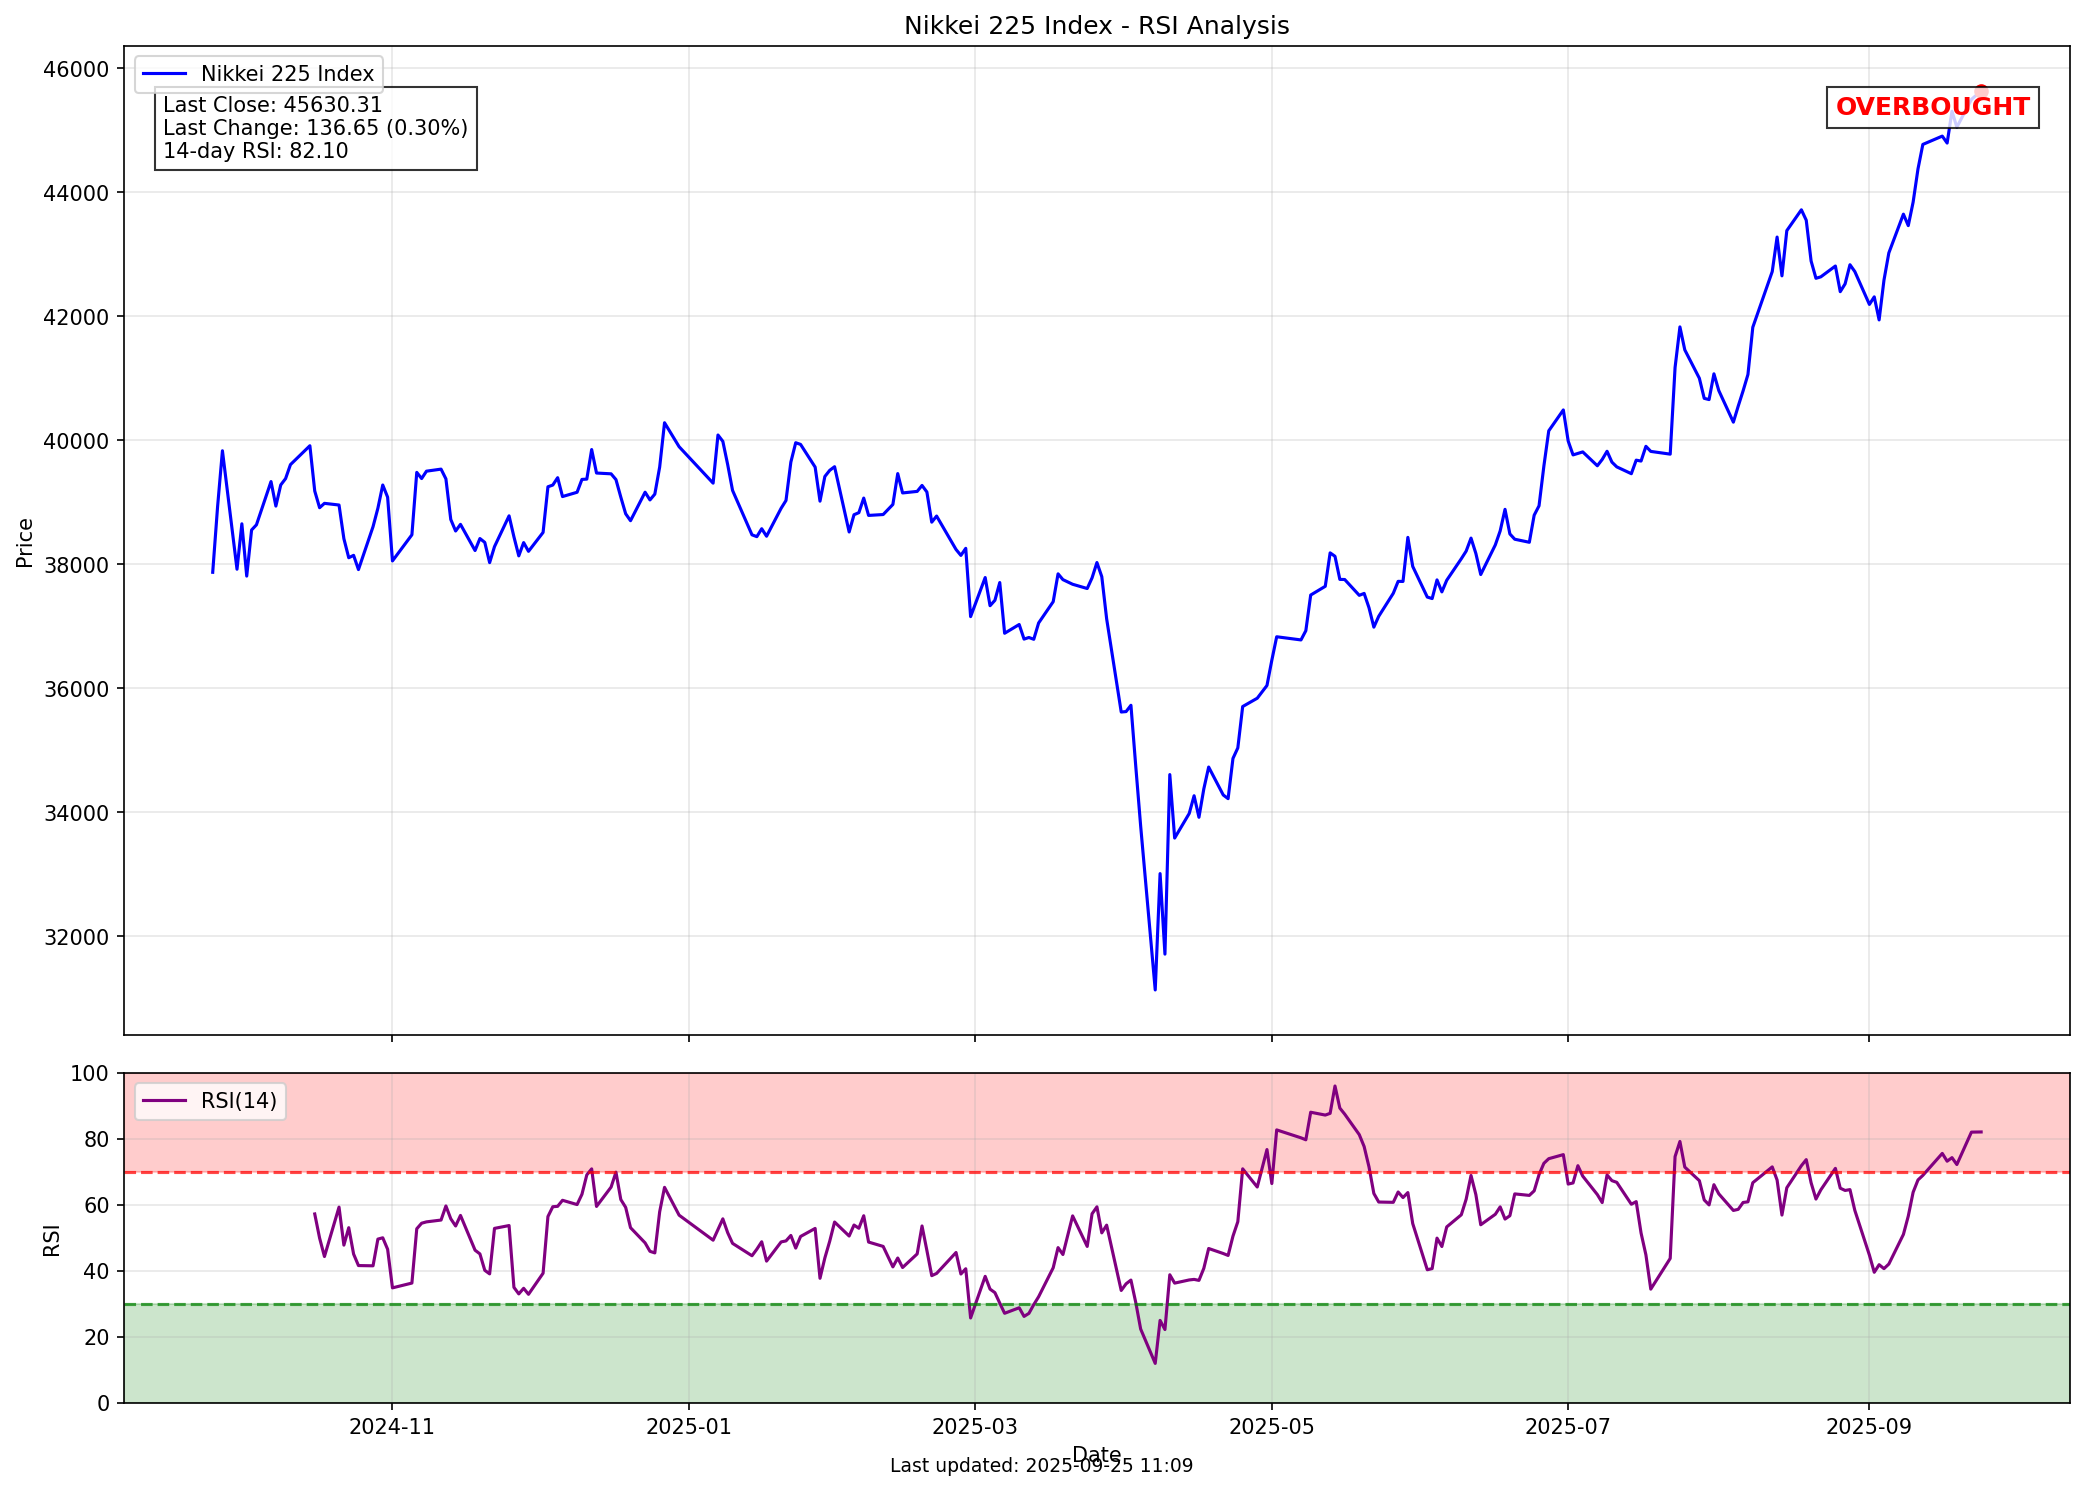 Nikkei 225 Index - RSI Analysis
Nikkei 225 Index
Last Close: 45630.31
Last Change: 136.65 (0.30%)
14-day RSI: 82.10
OVERBOUGHT
Price
46000
44000
42000
40000
38000
36000
34000
32000
RSI(14)
RSI
100
80
60
40
20
0
2024-11
2025-01
2025-03
2025-05
2025-07
2025-09
Date
Last updated: 2025-09-25 11:09